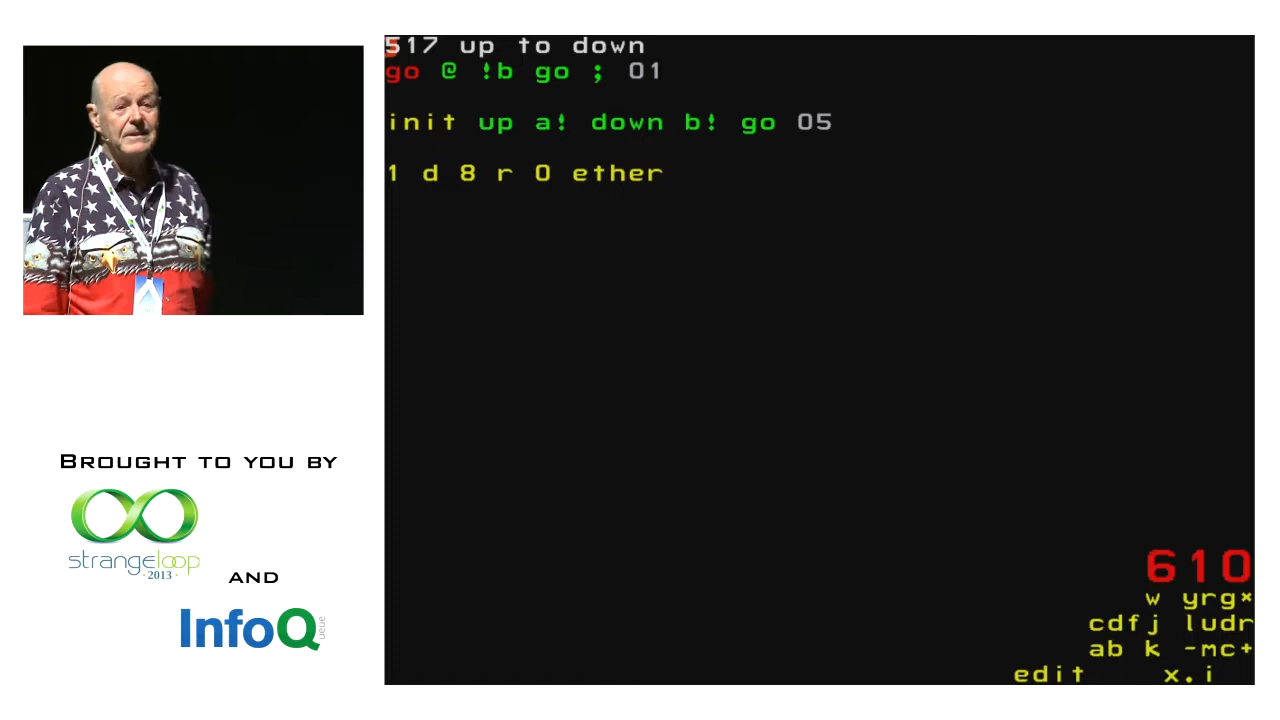 517 up to down
go @ !b go ; 01
init up a! down b! go 05
1 d 8 r 0 ether
BROUGHT TO YOU BY
strangeloop
·2013·
AND
InfoQ
610
w yrg*
cdfj ludr
ab k -mc+
edit x.i